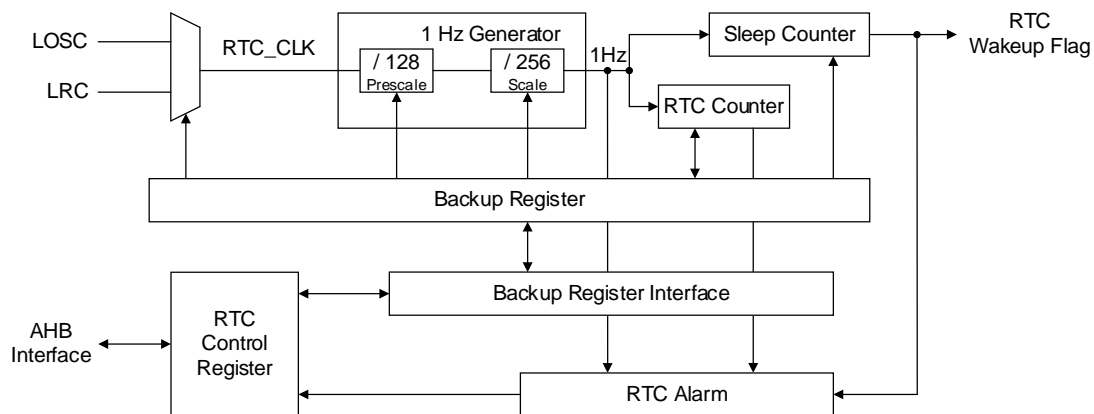 LOSC
LRC
RTC_CLK
1 Hz Generator
/ 128
Prescale
/ 256
Scale
1Hz
Sleep Counter
RTC Counter
RTC
Wakeup Flag
Backup Register
Backup Register Interface
AHB
Interface
RTC
Control
Register
RTC Alarm